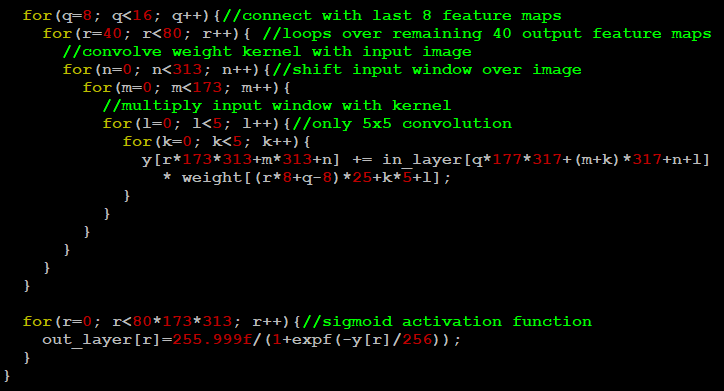 for(q=8; q<16; q++){//connect with last 8 feature maps
for(r=40; r<80; r++){ //loops over remaining 40 output feature maps
//convolve weight kernel with input image
for(n=0; n<313; n++){//shift input window over image
for(m=0; m<173; m++){
//multiply input window with kernel
for(l=0; l<5; l++){//only 5x5 convolution
for(k=0; k<5; k++){
y[r*173*313+m*313+n] += in_layer[q*177*317+(m+k)*317+n+l]
* weight[(r*8+q-8)*25+k*5+l];
}
}
}
}
}
}
for(r=0; r<80*173*313; r++){//sigmoid activation function
out_layer[r]=255.999f/(1+expf(-y[r]/256));
}
}